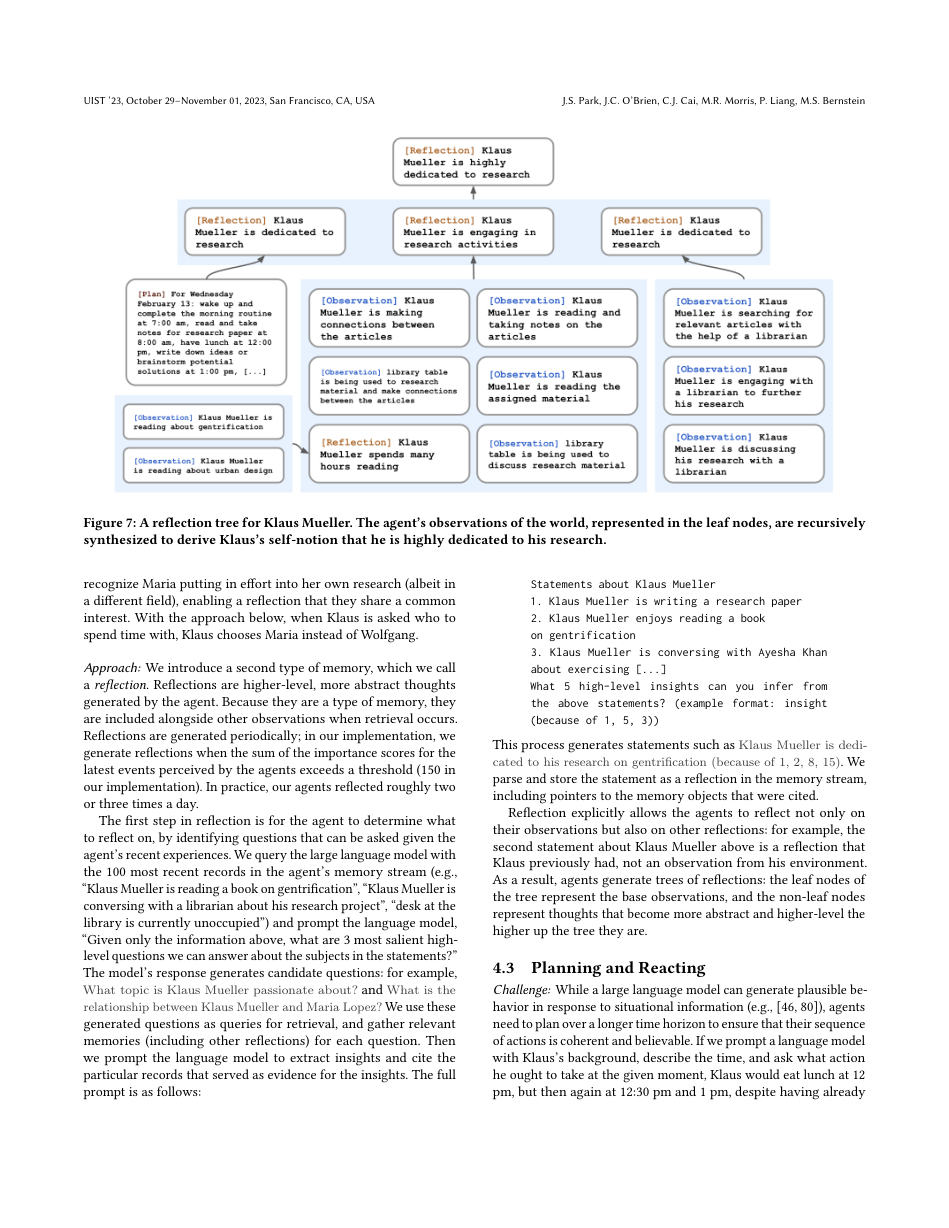 UIST '23, October 29–November 01, 2023, San Francisco, CA, USA
J.S. Park, J.C. O'Brien, C.J. Cai, M.R. Morris, P. Liang, M.S. Bernstein
[Reflection] Klaus
Mueller is highly
dedicated to research
[Reflection] Klaus
Mueller is dedicated to
research
[Reflection] Klaus
Mueller is engaging in
research activities
[Reflection] Klaus
Mueller is dedicated to
research
[Plan] For Wednesday
February 13: wake up and
complete the morning routine
at 7:00 am, read and take
notes for research paper at
8:00 am, have lunch at 12:00
pm, write down ideas or
brainstorm potential
solutions at 1:00 pm, [...]
[Observation] Klaus Mueller is
reading about gentrification
[Observation] Klaus Mueller
is reading about urban design
[Observation] Klaus
Mueller is making
connections between
the articles
[Observation] Klaus
Mueller is reading and
taking notes on the
articles
[Observation] library table
is being used to research
material and make connections
between the articles
[Observation] Klaus
Mueller is reading the
assigned material
[Reflection] Klaus
Mueller spends many
hours reading
[Observation] library
table is being used to
discuss research material
[Observation] Klaus
Mueller is searching for
relevant articles with
the help of a librarian
[Observation] Klaus
Mueller is engaging with
a librarian to further
his research
[Observation] Klaus
Mueller is discussing
his research with a
librarian
Figure 7: A reflection tree for Klaus Mueller. The agent's observations of the world, represented in the leaf nodes, are recursively
synthesized to derive Klaus's self-notion that he is highly dedicated to his research.
recognize Maria putting in effort into her own research (albeit in
a different field), enabling a reflection that they share a common
interest. With the approach below, when Klaus is asked who to
spend time with, Klaus chooses Maria instead of Wolfgang.
Approach: We introduce a second type of memory, which we call
a reflection. Reflections are higher-level, more abstract thoughts
generated by the agent. Because they are a type of memory, they
are included alongside other observations when retrieval occurs.
Reflections are generated periodically; in our implementation, we
generate reflections when the sum of the importance scores for the
latest events perceived by the agents exceeds a threshold (150 in
our implementation). In practice, our agents reflected roughly two
or three times a day.
The first step in reflection is for the agent to determine what
to reflect on, by identifying questions that can be asked given the
agent's recent experiences. We query the large language model with
the 100 most recent records in the agent's memory stream (e.g.,
“Klaus Mueller is reading a book on gentrification”, “Klaus Mueller is
conversing with a librarian about his research project”, “desk at the
library is currently unoccupied”) and prompt the language model,
“Given only the information above, what are 3 most salient high-
level questions we can answer about the subjects in the statements?”
The model's response generates candidate questions: for example,
What topic is Klaus Mueller passionate about? and What is the
relationship between Klaus Mueller and Maria Lopez? We use these
generated questions as queries for retrieval, and gather relevant
memories (including other reflections) for each question. Then
we prompt the language model to extract insights and cite the
particular records that served as evidence for the insights. The full
prompt is as follows:
Statements about Klaus Mueller
1. Klaus Mueller is writing a research paper
2. Klaus Mueller enjoys reading a book
on gentrification
3. Klaus Mueller is conversing with Ayesha Khan
about exercising [...]
What 5 high-level insights can you infer from
the above statements? (example format: insight
(because of 1, 5, 3))
This process generates statements such as Klaus Mueller is dedi-
cated to his research on gentrification (because of 1, 2, 8, 15). We
parse and store the statement as a reflection in the memory stream,
including pointers to the memory objects that were cited.
Reflection explicitly allows the agents to reflect not only on
their observations but also on other reflections: for example, the
second statement about Klaus Mueller above is a reflection that
Klaus previously had, not an observation from his environment.
As a result, agents generate trees of reflections: the leaf nodes of
the tree represent the base observations, and the non-leaf nodes
represent thoughts that become more abstract and higher-level the
higher up the tree they are.
4.3 Planning and Reacting
Challenge: While a large language model can generate plausible be-
havior in response to situational information (e.g., [46, 80]), agents
need to plan over a longer time horizon to ensure that their sequence
of actions is coherent and believable. If we prompt a language model
with Klaus's background, describe the time, and ask what action
he ought to take at the given moment, Klaus would eat lunch at 12
pm, but then again at 12:30 pm and 1 pm, despite having already